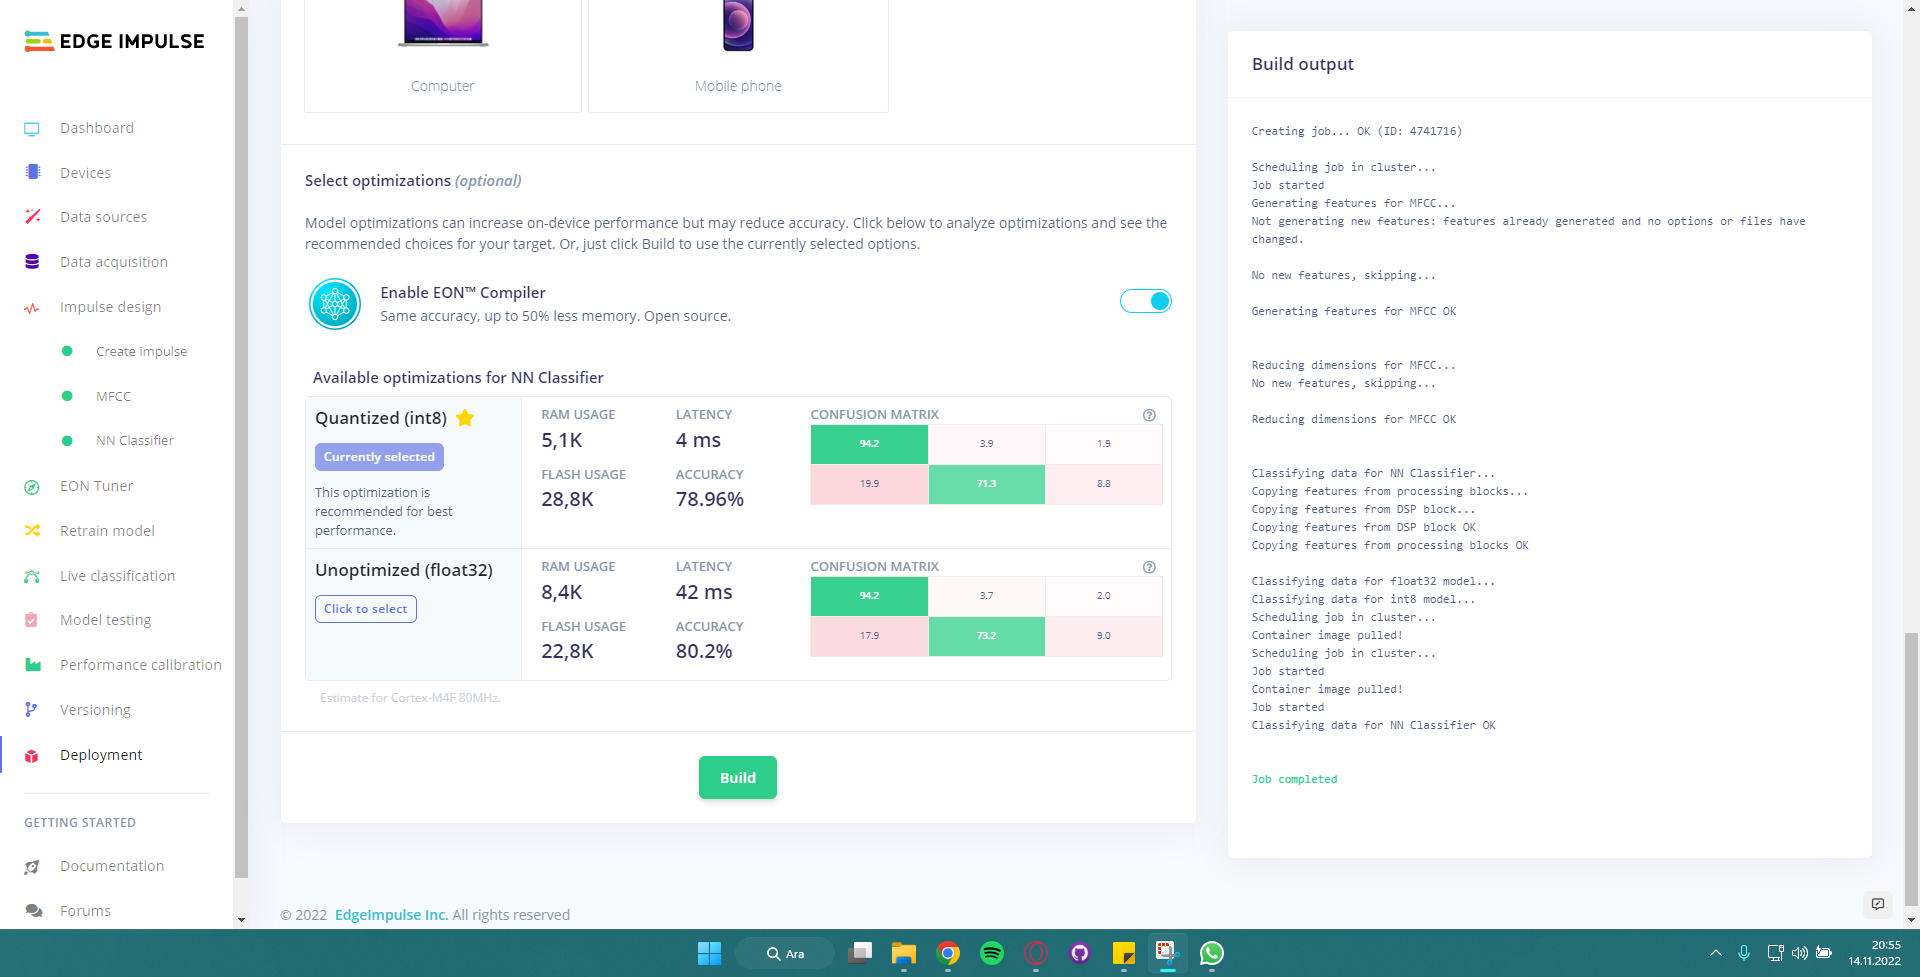 EDGE IMPULSE
Dashboard
Devices
Data sources
Data acquisition
Impulse design
Create impulse
MFCC
NN Classifier
EON Tuner
Retrain model
Live classification
Model testing
Performance calibration
Versioning
Deployment
GETTING STARTED
Documentation
Forums
Computer
Mobile phone
Select optimizations (optional)
Model optimizations can increase on-device performance but may reduce accuracy. Click below to analyze optimizations and see the
recommended choices for your target. Or, just click Build to use the currently selected options.
Enable EON™ Compiler
Same accuracy, up to 50% less memory. Open source.
Available optimizations for NN Classifier
Quantized (int8)
Currently selected
This optimization is
recommended for best
performance.
RAM USAGE
5,1K
LATENCY
4 ms
FLASH USAGE
28,8K
ACCURACY
78.96%
CONFUSION MATRIX
94.2 3.9 1.9
19.9 71.3 8.8
Unoptimized (float32)
Click to select
RAM USAGE
8,4K
LATENCY
42 ms
FLASH USAGE
22,8K
ACCURACY
80.2%
CONFUSION MATRIX
94.2 3.7 2.0
17.9 73.2 9.0
Estimate for Cortex-M4F 80MHz.
Build
© 2022 EdgeImpulse Inc. All rights reserved
Build output
Creating job... OK (ID: 4741716)
Scheduling job in cluster...
Job started
Generating features for MFCC...
Not generating new features: features already generated and no options or files have
changed.
No new features, skipping...
Generating features for MFCC OK
Reducing dimensions for MFCC...
No new features, skipping...
Reducing dimensions for MFCC OK
Classifying data for NN Classifier...
Copying features from processing blocks...
Copying features from DSP block...
Copying features from DSP block OK
Copying features from processing blocks OK
Classifying data for float32 model...
Classifying data for int8 model...
Scheduling job in cluster...
Container image pulled!
Scheduling job in cluster...
Job started
Container image pulled!
Job started
Classifying data for NN Classifier OK
Job completed
Ara
20:55
14.11.2022